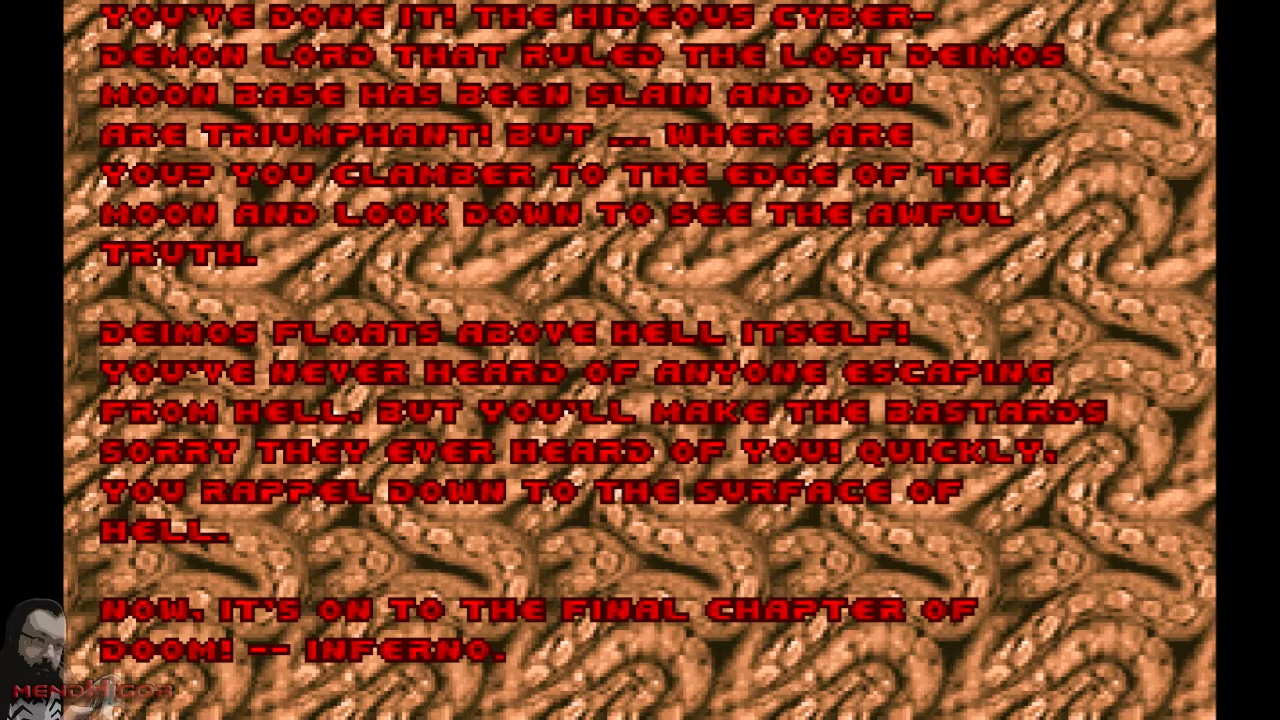 YOU'VE DONE IT! THE HIDEOUS CYBER-
DEMON LORD THAT RULED THE LOST DEIMOS
MOON BASE HAS BEEN SLAIN AND YOU
ARE TRIUMPHANT! BUT ... WHERE ARE
YOU? YOU CLAMBER TO THE EDGE OF THE
MOON AND LOOK DOWN TO SEE THE AWFUL
TRUTH.
DEIMOS FLOATS ABOVE HELL ITSELF!
YOU'VE NEVER HEARD OF ANYONE ESCAPING
FROM HELL, BUT YOU'LL MAKE THE BASTARDS
SORRY THEY EVER HEARD OF YOU! QUICKLY,
YOU RAPPEL DOWN TO THE SURFACE OF
HELL.
NOW, IT'S ON TO THE FINAL CHAPTER OF
DOOM! -- INFERNO.